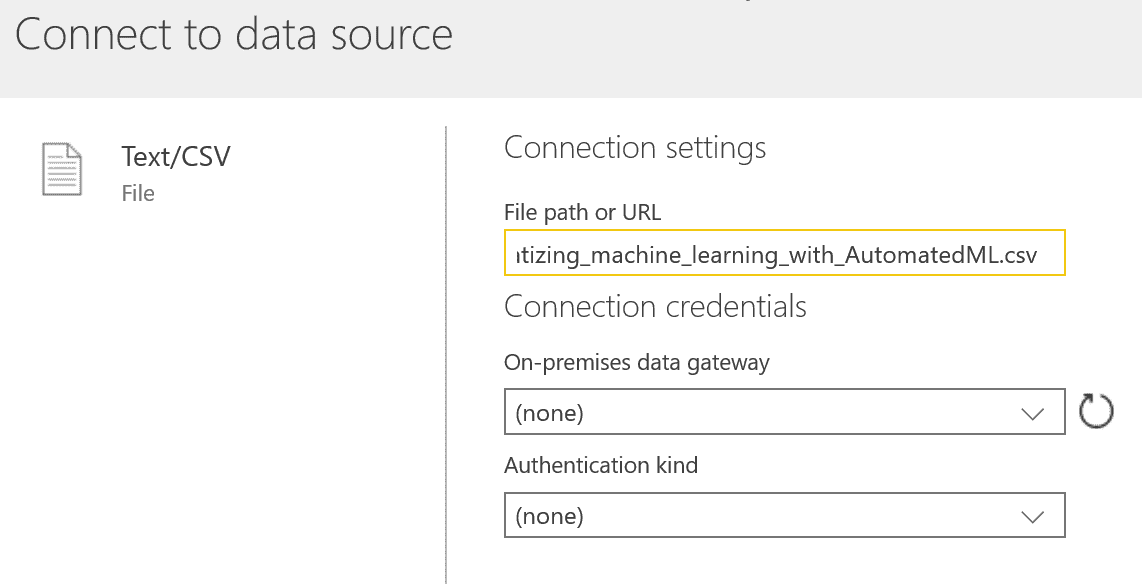 Connect to data source
Text/CSV
File
Connection settings
File path or URL
tizing_machine_learning_with_AutomatedML.csv
Connection credentials
On-premises data gateway
(none)
Authentication kind
(none)